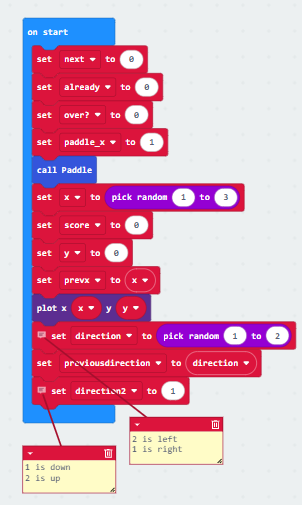 on start
set next to 0
set already to 0
set over? to 0
set paddle_x to 1
call Paddle
set x to pick random 1 to 3
set score to 0
set y to 0
set prevx to x
plot x x y y
set direction to pick random 1 to 2
set previousdirection to direction
set direction2 to 1
2 is left
1 is right
1 is down
2 is up